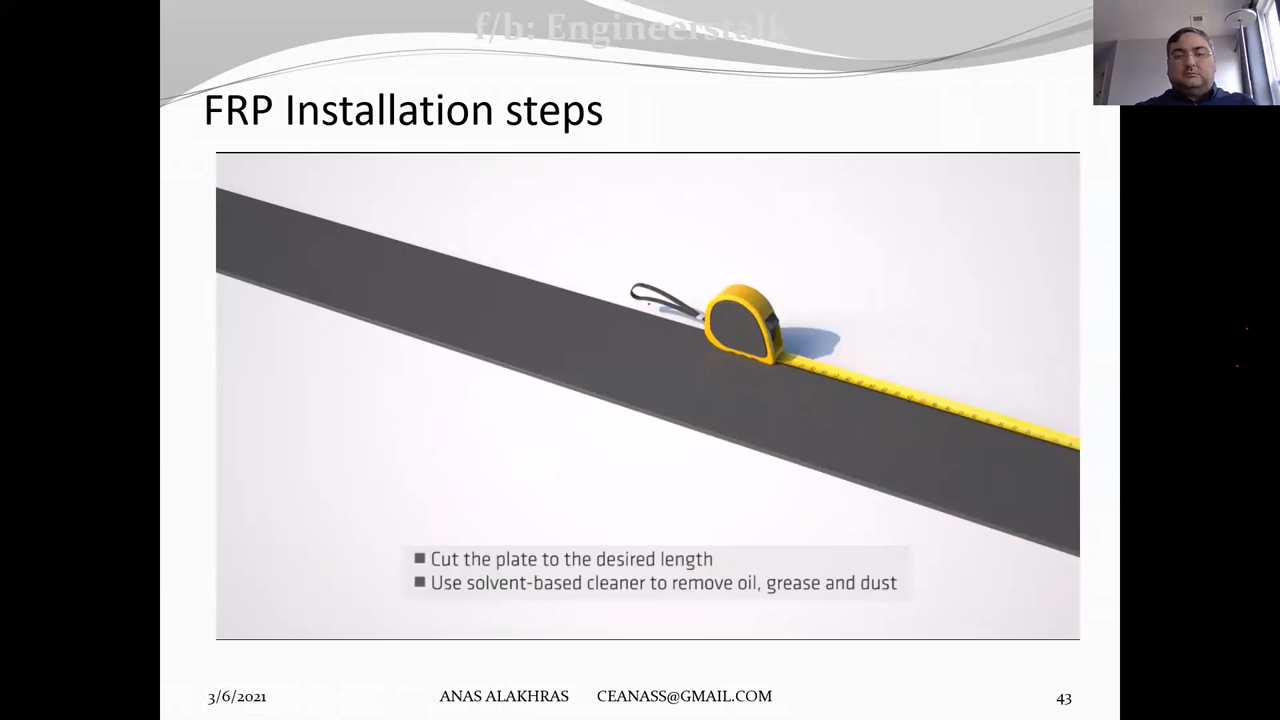 f/b: Engineerstalk
FRP Installation steps
■ Cut the plate to the desired length
■ Use solvent-based cleaner to remove oil, grease and dust
3/6/2021 ANAS ALAKHRAS CEANASS@GMAIL.COM 43